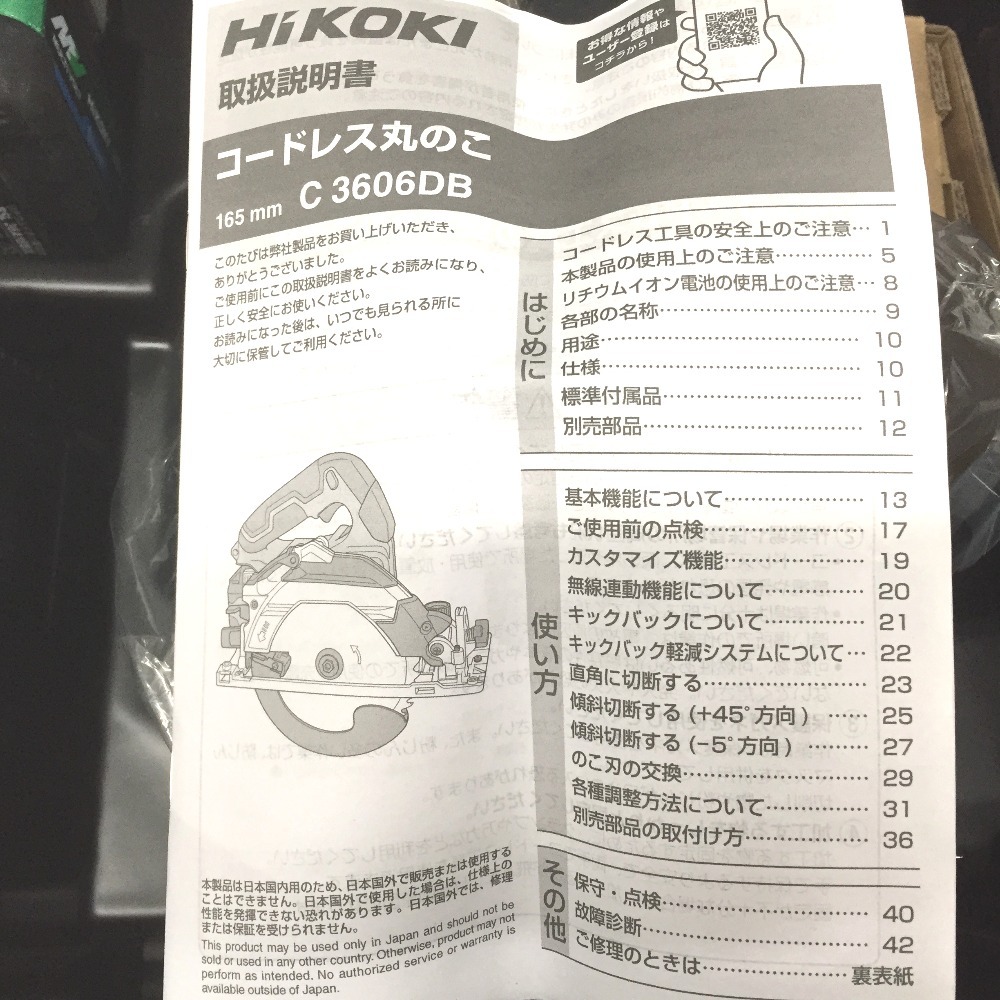 HiKOKI
取扱説明書
お得な情報や
ユーザー登録は
コチラから!
コードレス丸のこ
165 mm C 3606DB
このたびは弊社製品をお買い上げいただき、
ありがとうございました。
ご使用前にこの取扱説明書をよくお読みになり、
正しく安全にお使いください。
お読みになった後は、いつでも見られる所に
大切に保管してご利用ください。
はじめに
コードレス工具の安全上のご注意… 1
本製品の使用上のご注意…………… 5
リチウムイオン電池の使用上のご注意… 8
各部の名称…………………………… 9
用途…………………………………… 10
仕様…………………………………… 10
標準付属品…………………………… 11
別売部品……………………………… 12
使い方
基本機能について…………………… 13
ご使用前の点検……………………… 17
カスタマイズ機能…………………… 19
無線連動機能について……………… 20
キックバックについて……………… 21
キックバック軽減システムについて… 22
直角に切断する……………………… 23
傾斜切断する (+45°方向) …… 25
傾斜切断する (−5°方向) ……… 27
のこ刃の交換………………………… 29
各種調整方法について……………… 31
別売部品の取付け方………………… 36
その他
保守・点検…………………………… 40
故障診断……………………………… 42
ご修理のときは……………………… 裏表紙
本製品は日本国内用のため、日本国外で販売または使用する
ことはできません。日本国外で使用した場合は、仕様上の
性能を発揮できない恐れがあります。日本国外では、修理
または保証を受けられません。
This product may be used only in Japan and should not be
sold or used in any other country. Otherwise, product may not
perform as intended. No authorized service or warranty is
available outside of Japan.